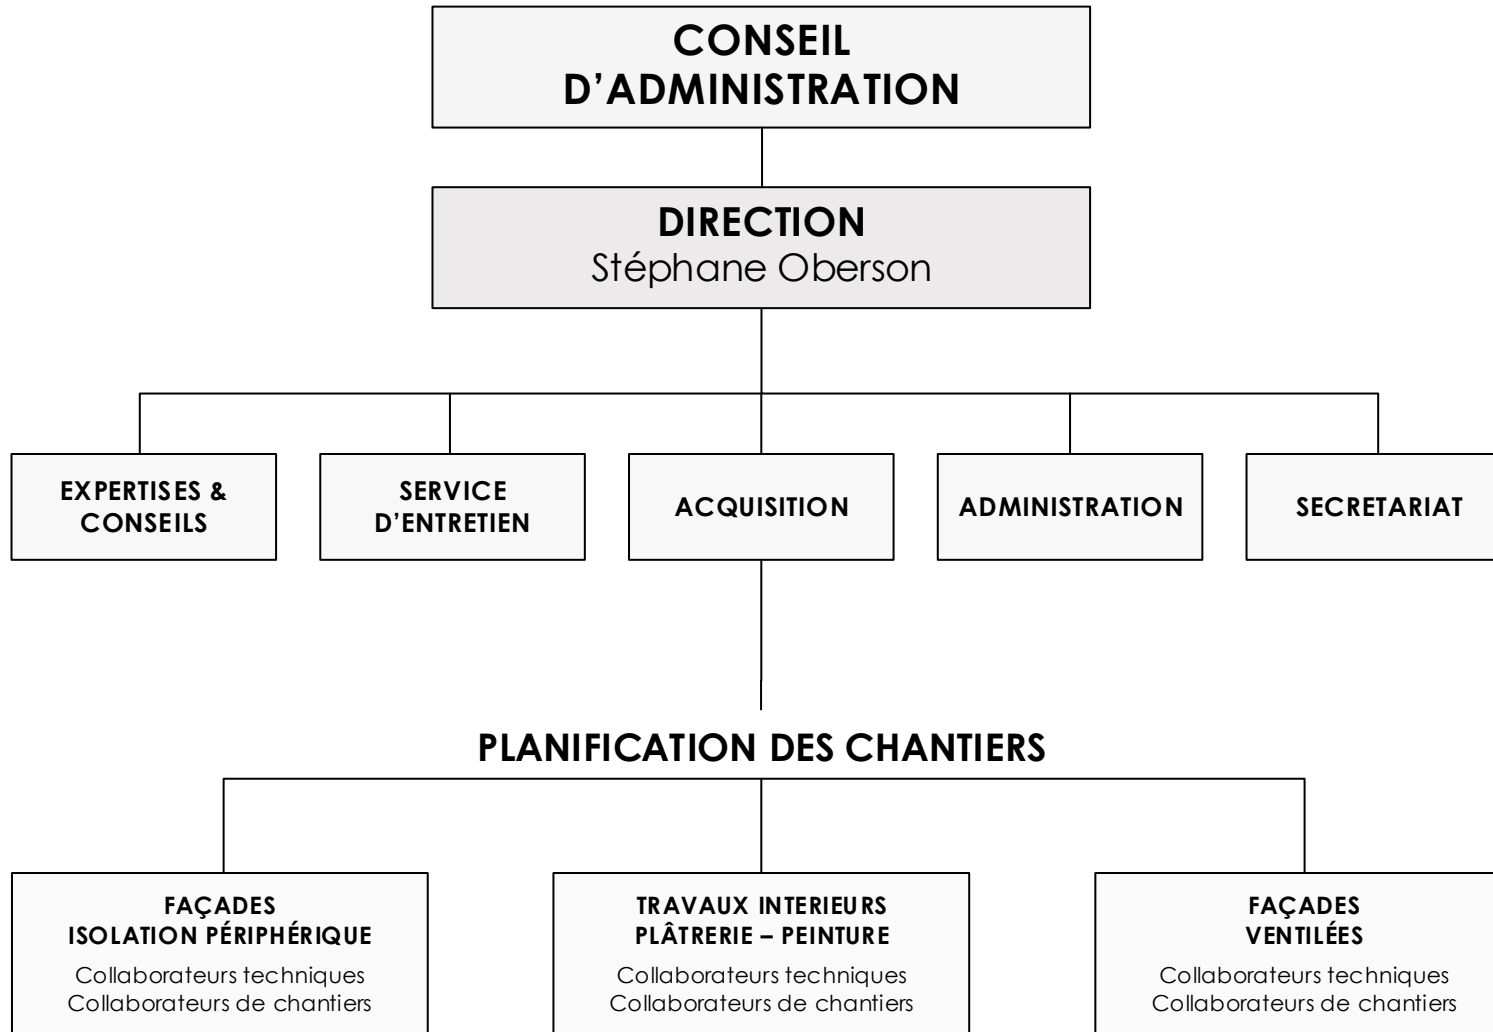 CONSEIL
D’ADMINISTRATION
DIRECTION
Stéphane Oberson
EXPERTISES &
CONSEILS
SERVICE
D’ENTRETIEN
ACQUISITION
ADMINISTRATION
SECRETARIAT
PLANIFICATION DES CHANTIERS
FAÇADES
ISOLATION PÉRIPHÉRIQUE
Collaborateurs techniques
Collaborateurs de chantiers
TRAVAUX INTERIEURS
PLÂTRERIE – PEINTURE
Collaborateurs techniques
Collaborateurs de chantiers
FAÇADES
VENTILÉES
Collaborateurs techniques
Collaborateurs de chantiers